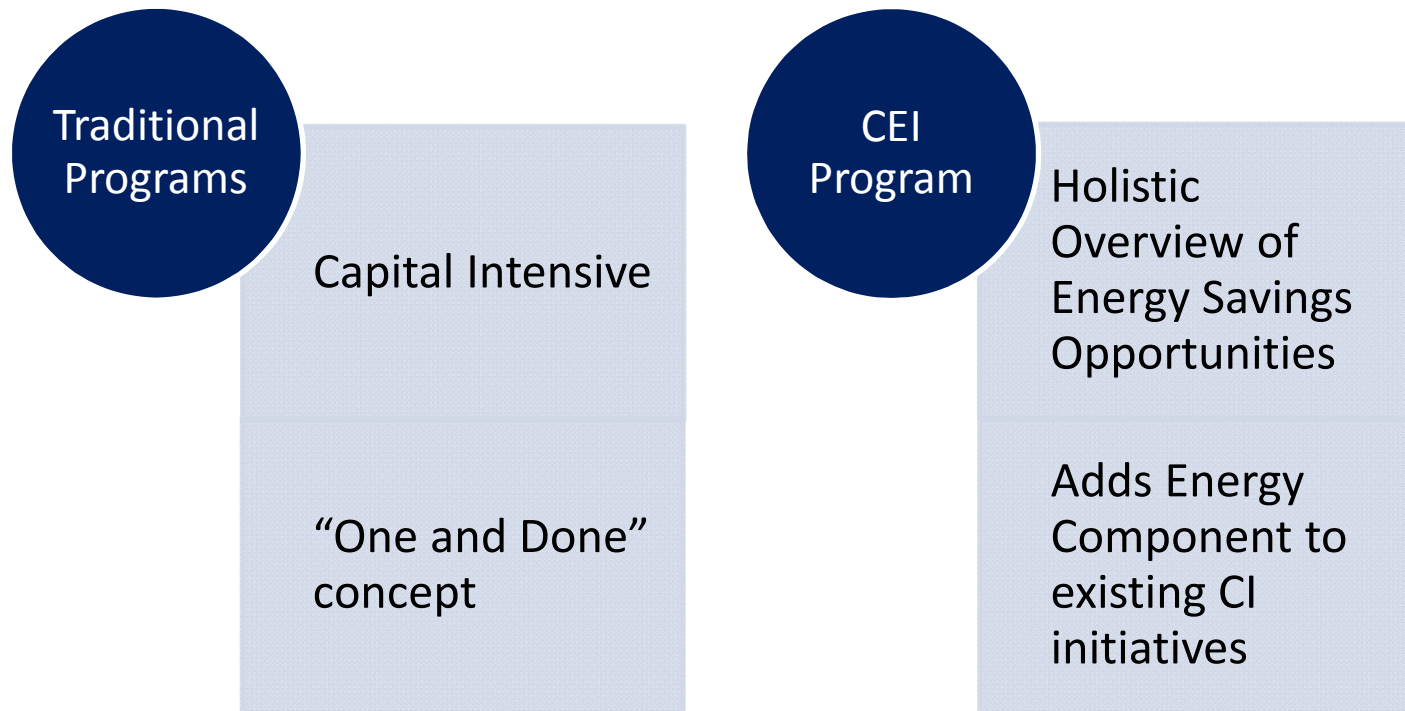 Traditional
Programs
Capital Intensive
“One and Done”
concept
CEI
Program
Holistic
Overview of
Energy Savings
Opportunities
Adds Energy
Component to
existing CI
initiatives